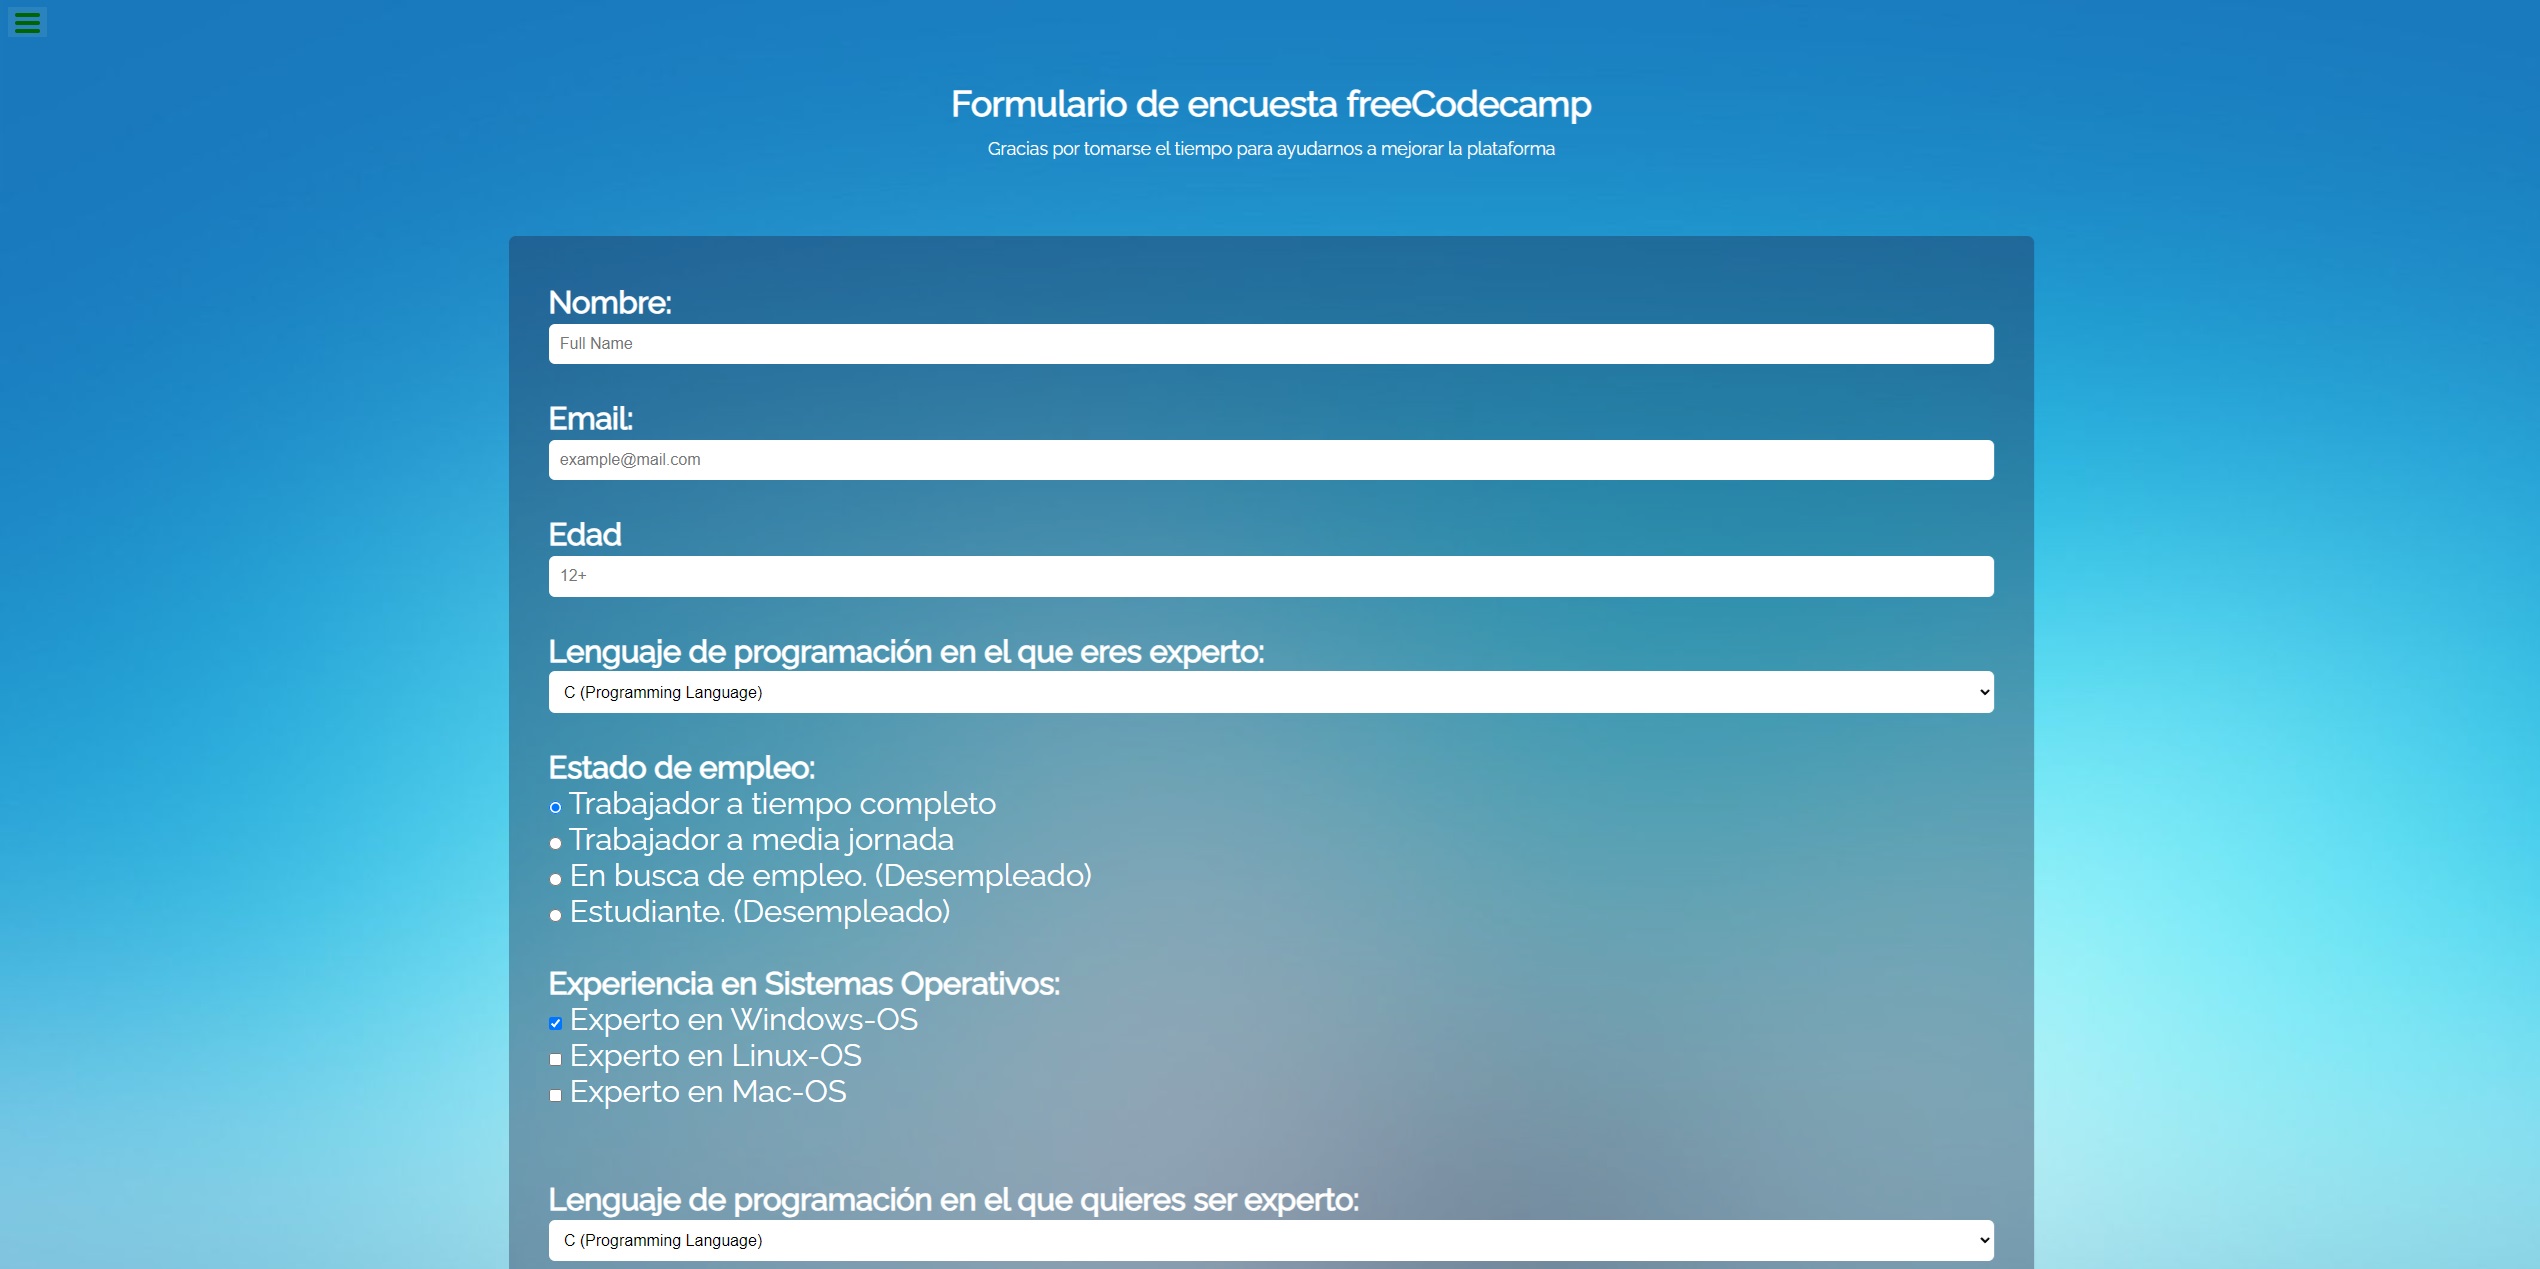 Formulario de encuesta freeCodecamp
Gracias por tomarse el tiempo para ayudarnos a mejorar la plataforma
Nombre:
Full Name
Email:
example@mail.com
Edad
12+
Lenguaje de programación en el que eres experto:
C (Programming Language)
Estado de empleo:
Trabajador a tiempo completo
Trabajador a media jornada
En busca de empleo. (Desempleado)
Estudiante. (Desempleado)
Experiencia en Sistemas Operativos:
Experto en Windows-OS
Experto en Linux-OS
Experto en Mac-OS
Lenguaje de programación en el que quieres ser experto:
C (Programming Language)